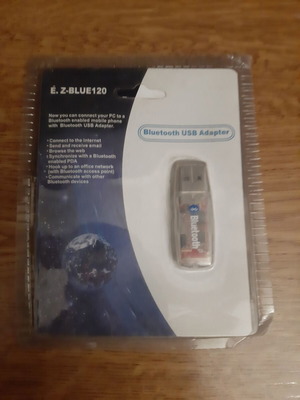 É. Z-BLUE120
Now you can connect your PC to a
Bluetooth enabled mobile phone
with Bluetooth USB Adapter.
Bluetooth USB Adapter
• Connect to the internet
• Send and receive email
• Browse the web
• Synchronize with a Bluetooth
enabled PDA
• Hook up to an office network
(with Bluetooth access point)
• Communicate with other
Bluetooth devices
Bluetooth